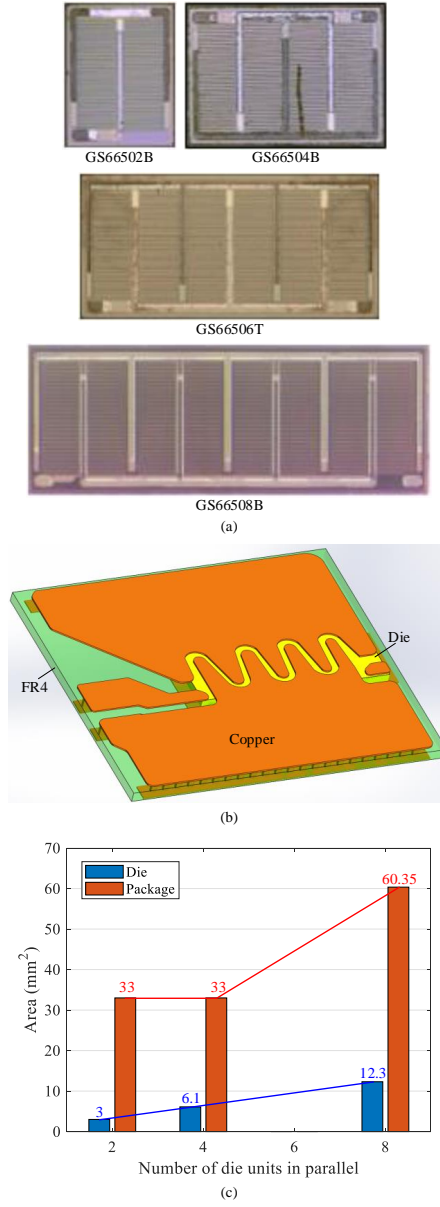 GS66502B
GS66504B
GS66506T
GS66508B
(a)
Die
FR4
Copper
(b)
70
60
50
40
30
20
10
0
Area (mm²)
Die
Package
33
33
60.35
3
6.1
12.3
2
4
6
8
Number of die units in parallel
(c)